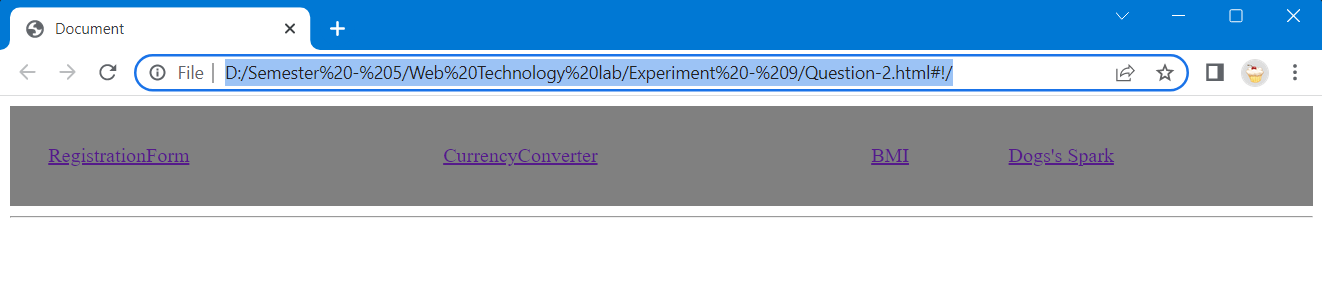 Document
File D:/Semester%20-%205/Web%20Technology%20lab/Experiment%20-%209/Question-2.html#!/
RegistrationForm CurrencyConverter BMI Dogs's Spark